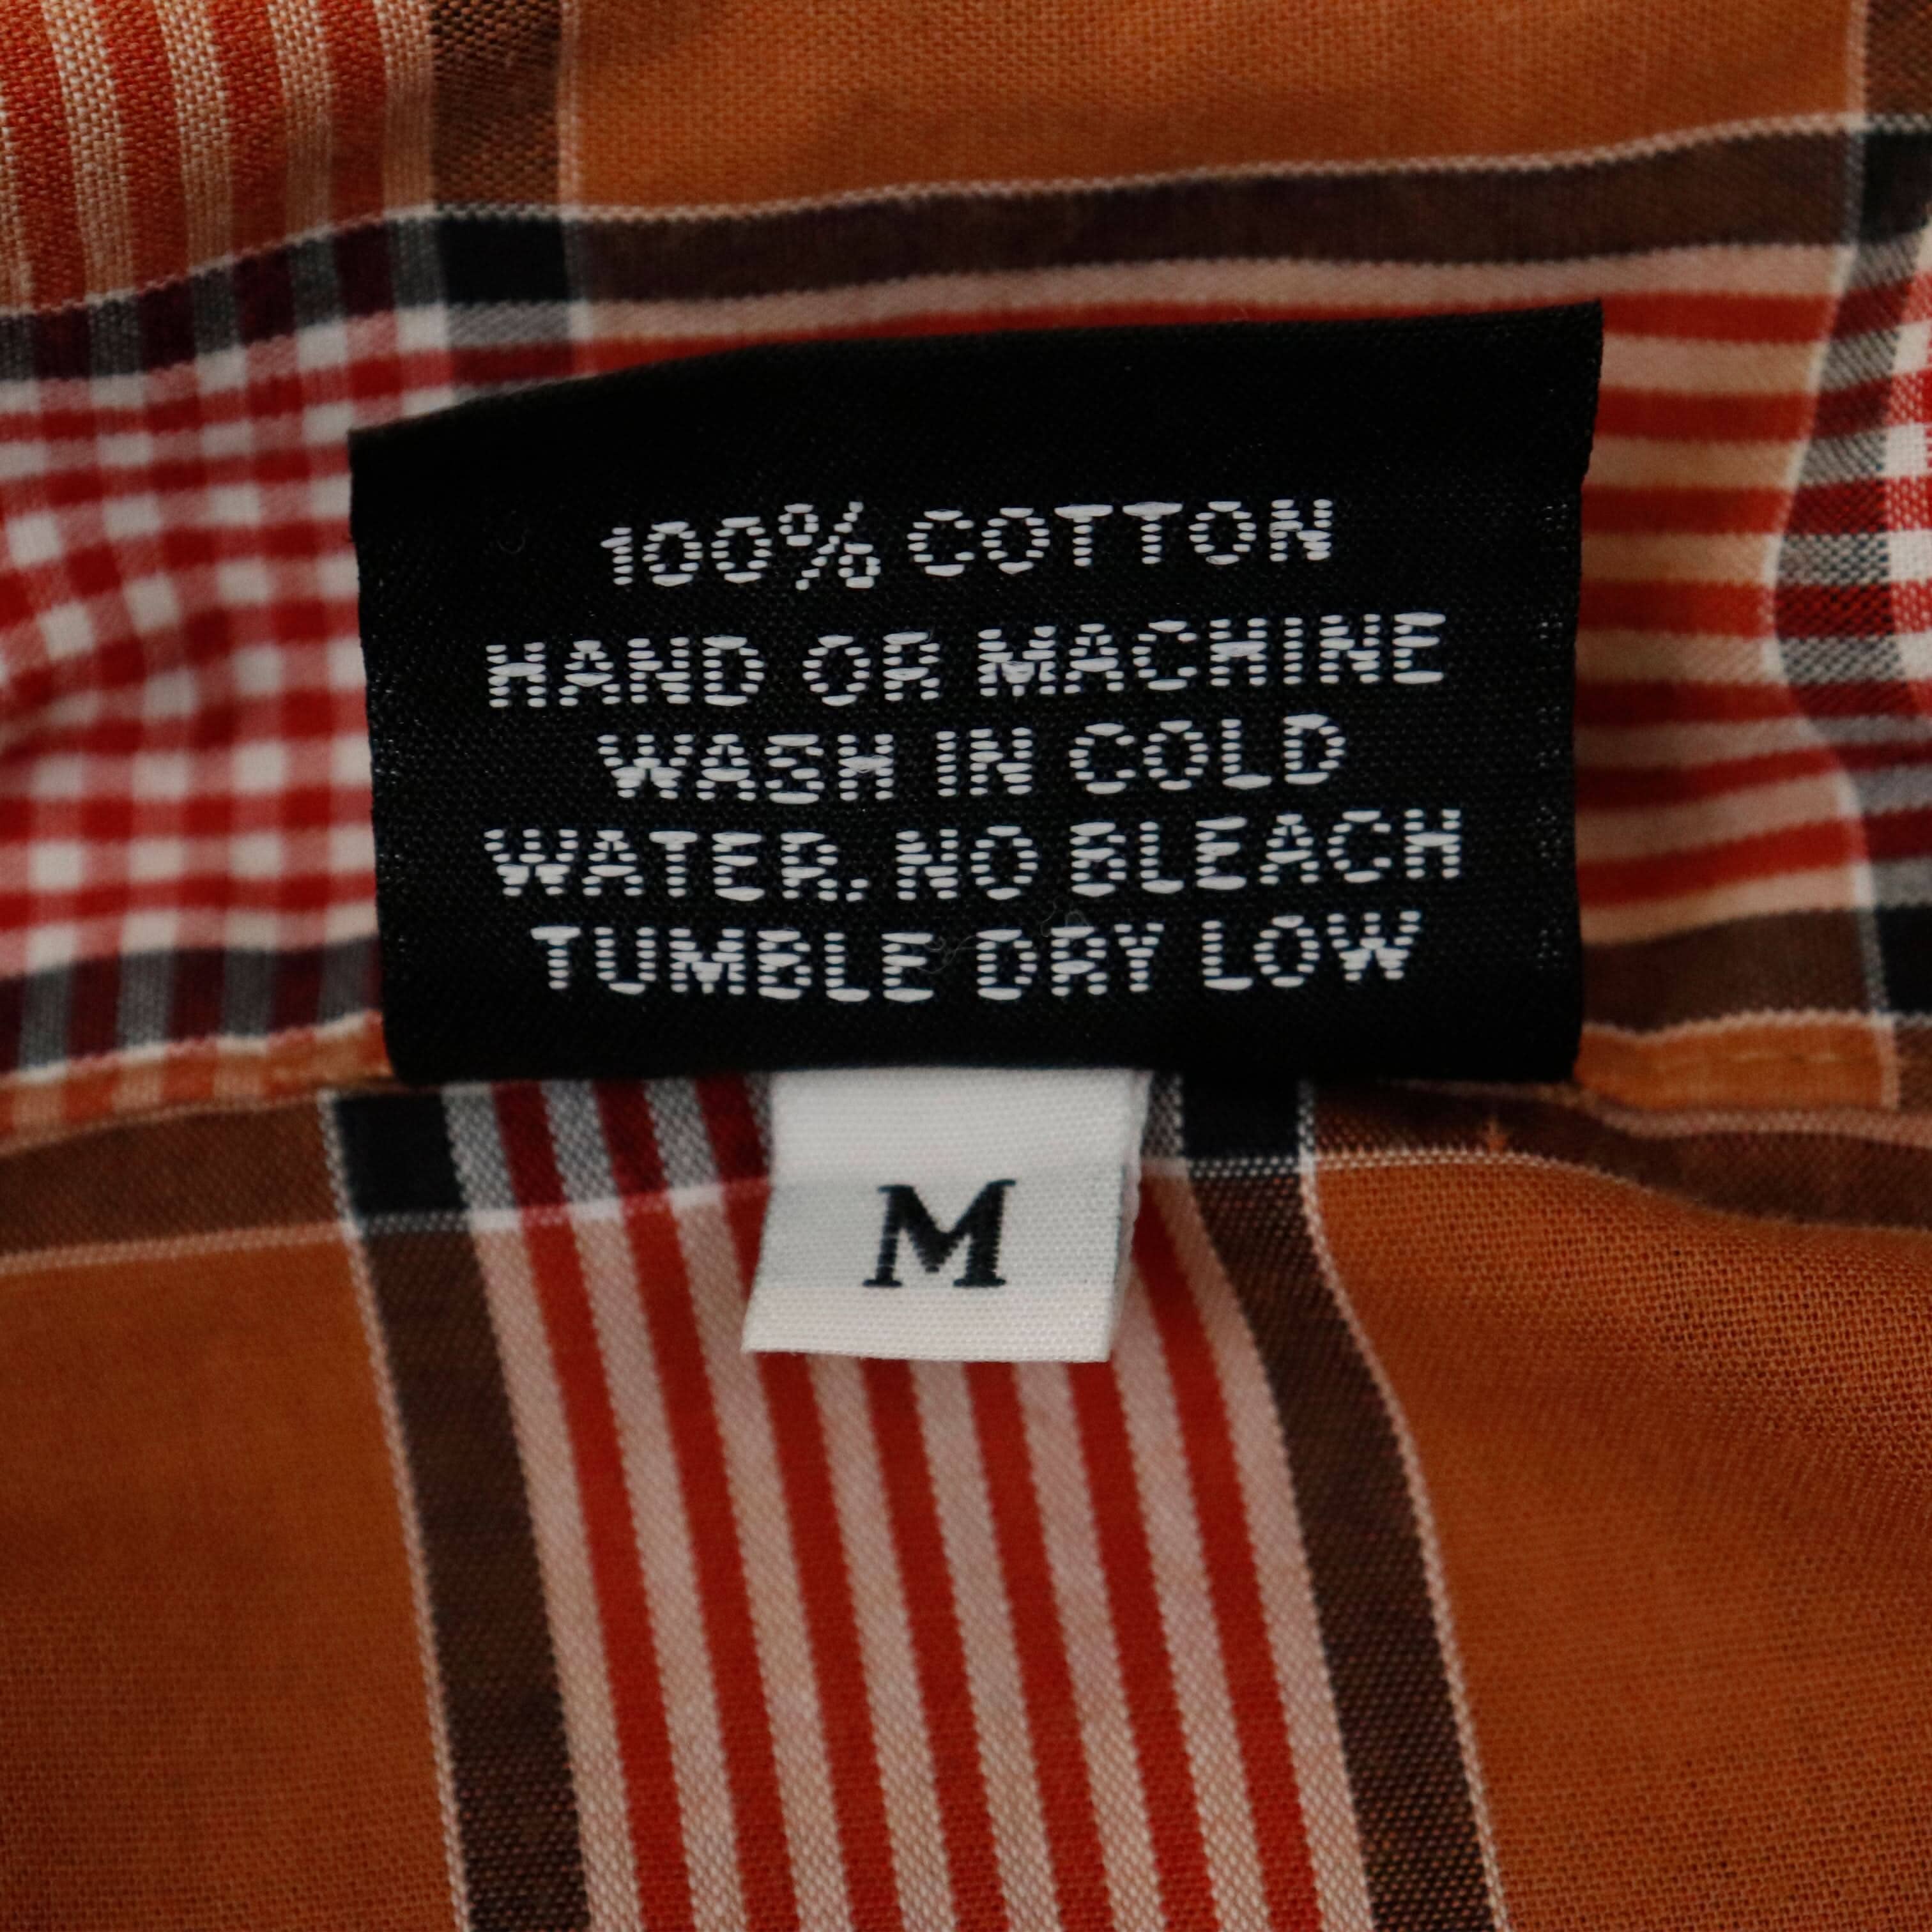 100% COTTON
HAND OR MACHINE
WASH IN COLD
WATER. NO BLEACH
TUMBLE DRY LOW
M